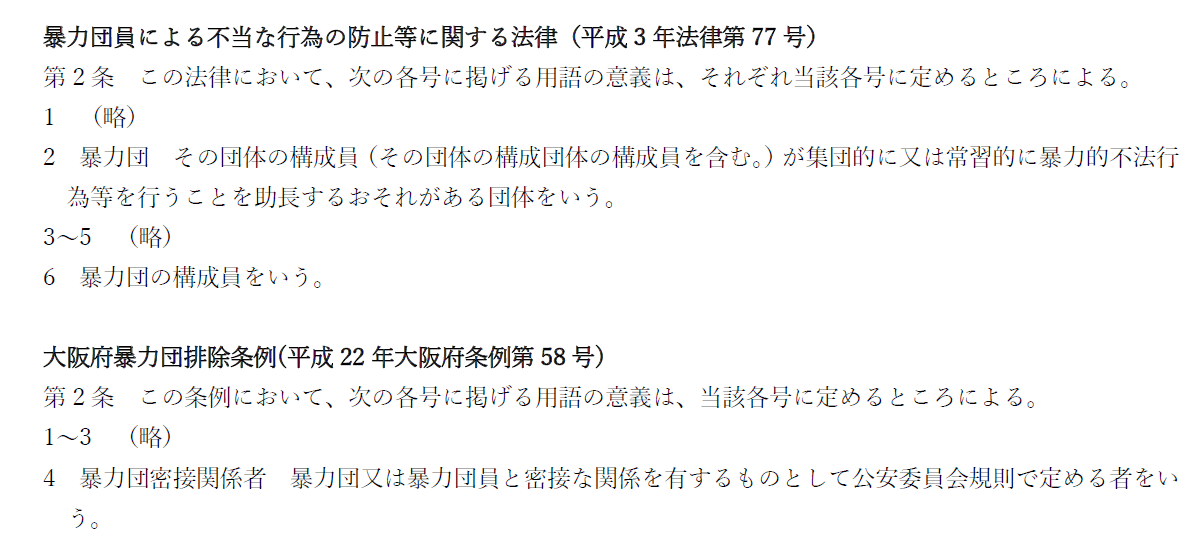 暴力団員による不当な行為の防止等に関する法律（平成 3 年法律第 77 号）
第 2 条　この法律において、次の各号に掲げる用語の意義は、それぞれ当該各号に定めるところによる。
1　（略）
2　暴力団　その団体の構成員（その団体の構成団体の構成員を含む。）が集団的に又は常習的に暴力的不法行
為等を行うことを助長するおそれがある団体をいう。
3～5　（略）
6　暴力団の構成員をいう。
大阪府暴力団排除条例(平成 22 年大阪府条例第 58 号)
第 2 条　この条例において、次の各号に掲げる用語の意義は、当該各号に定めるところによる。
1～3　（略）
4　暴力団密接関係者　暴力団又は暴力団員と密接な関係を有するものとして公安委員会規則で定める者をい
う。